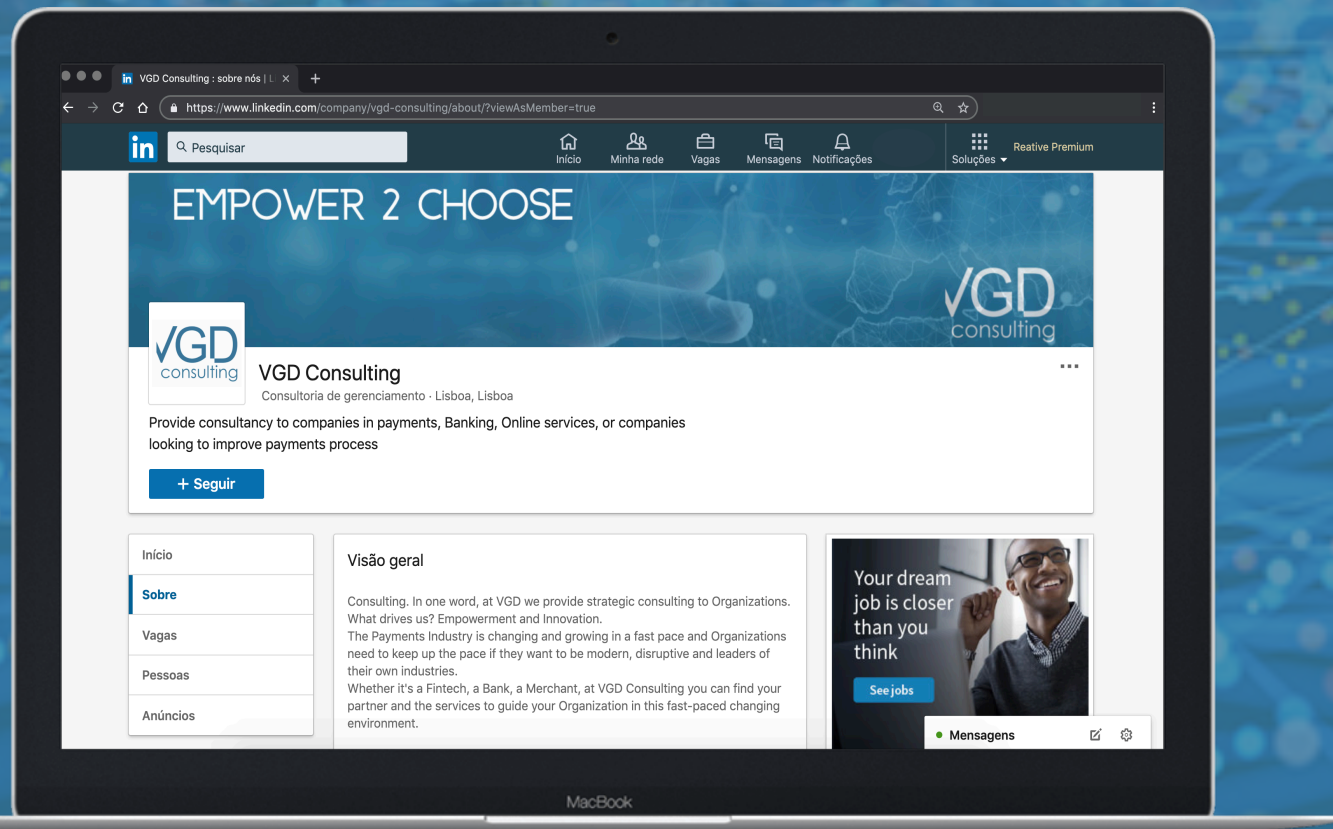 in VGD Consulting : sobre nós | L
https://www.linkedin.com/company/vgd-consulting/about/?viewAsMember=true
in
Pesquisar
Início
Minha rede
Vagas
Mensagens
Notificações
Soluções
Reative Premium
EMPOWER 2 CHOOSE
VGD
consulting
VGD
consulting
VGD Consulting
Consultoria de gerenciamento · Lisboa, Lisboa
Provide consultancy to companies in payments, Banking, Online services, or companies
looking to improve payments process
+ Seguir
Início
Sobre
Vagas
Pessoas
Anúncios
Visão geral
Consulting. In one word, at VGD we provide strategic consulting to Organizations.
What drives us? Empowerment and Innovation.
The Payments Industry is changing and growing in a fast pace and Organizations
need to keep up the pace if they want to be modern, disruptive and leaders of
their own industries.
Whether it's a Fintech, a Bank, a Merchant, at VGD Consulting you can find your
partner and the services to guide your Organization in this fast-paced changing
environment.
Your dream
job is closer
than you
think
See jobs
Mensagens
MacBook